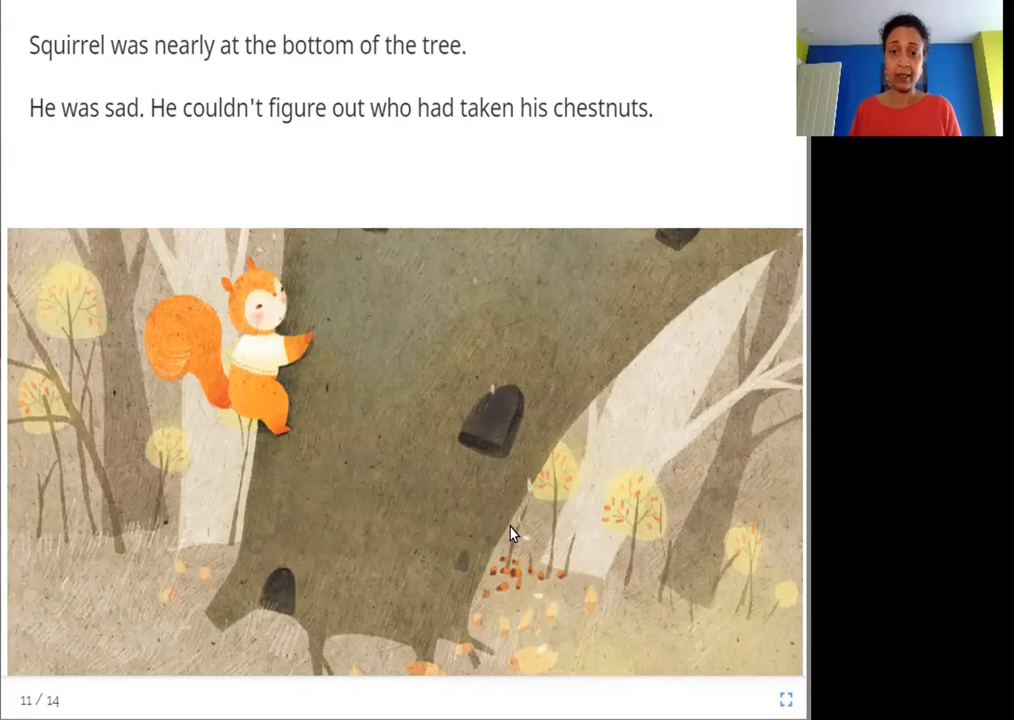 Squirrel was nearly at the bottom of the tree.
He was sad. He couldn't figure out who had taken his chestnuts.
11 / 14